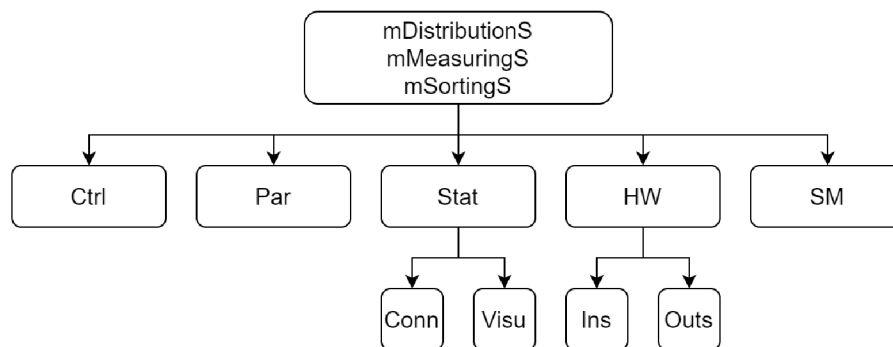 mDistributionS
mMeasuringS
mSortingS
Ctrl
Par
Stat
HW
SM
Conn
Visu
Ins
Outs